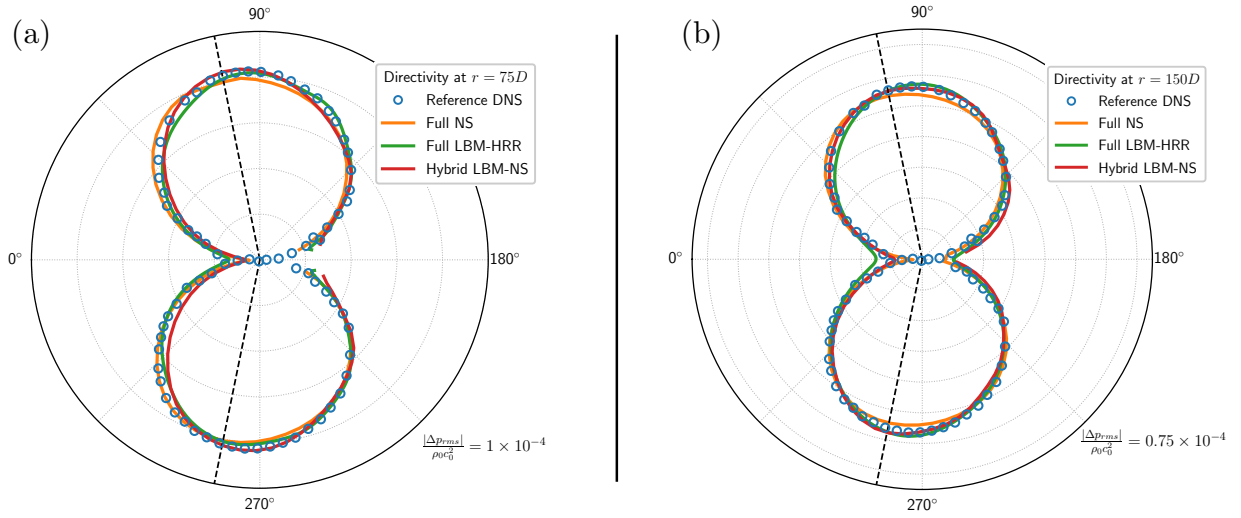 (a)
90°
0°
180°
270°
Directivity at r = 75D
Reference DNS
Full NS
Full LBM-HRR
Hybrid LBM-NS
|Δp_rms| / ρ₀c₀² = 1 × 10⁻⁴
(b)
90°
0°
180°
270°
Directivity at r = 150D
Reference DNS
Full NS
Full LBM-HRR
Hybrid LBM-NS
|Δp_rms| / ρ₀c₀² = 0.75 × 10⁻⁴